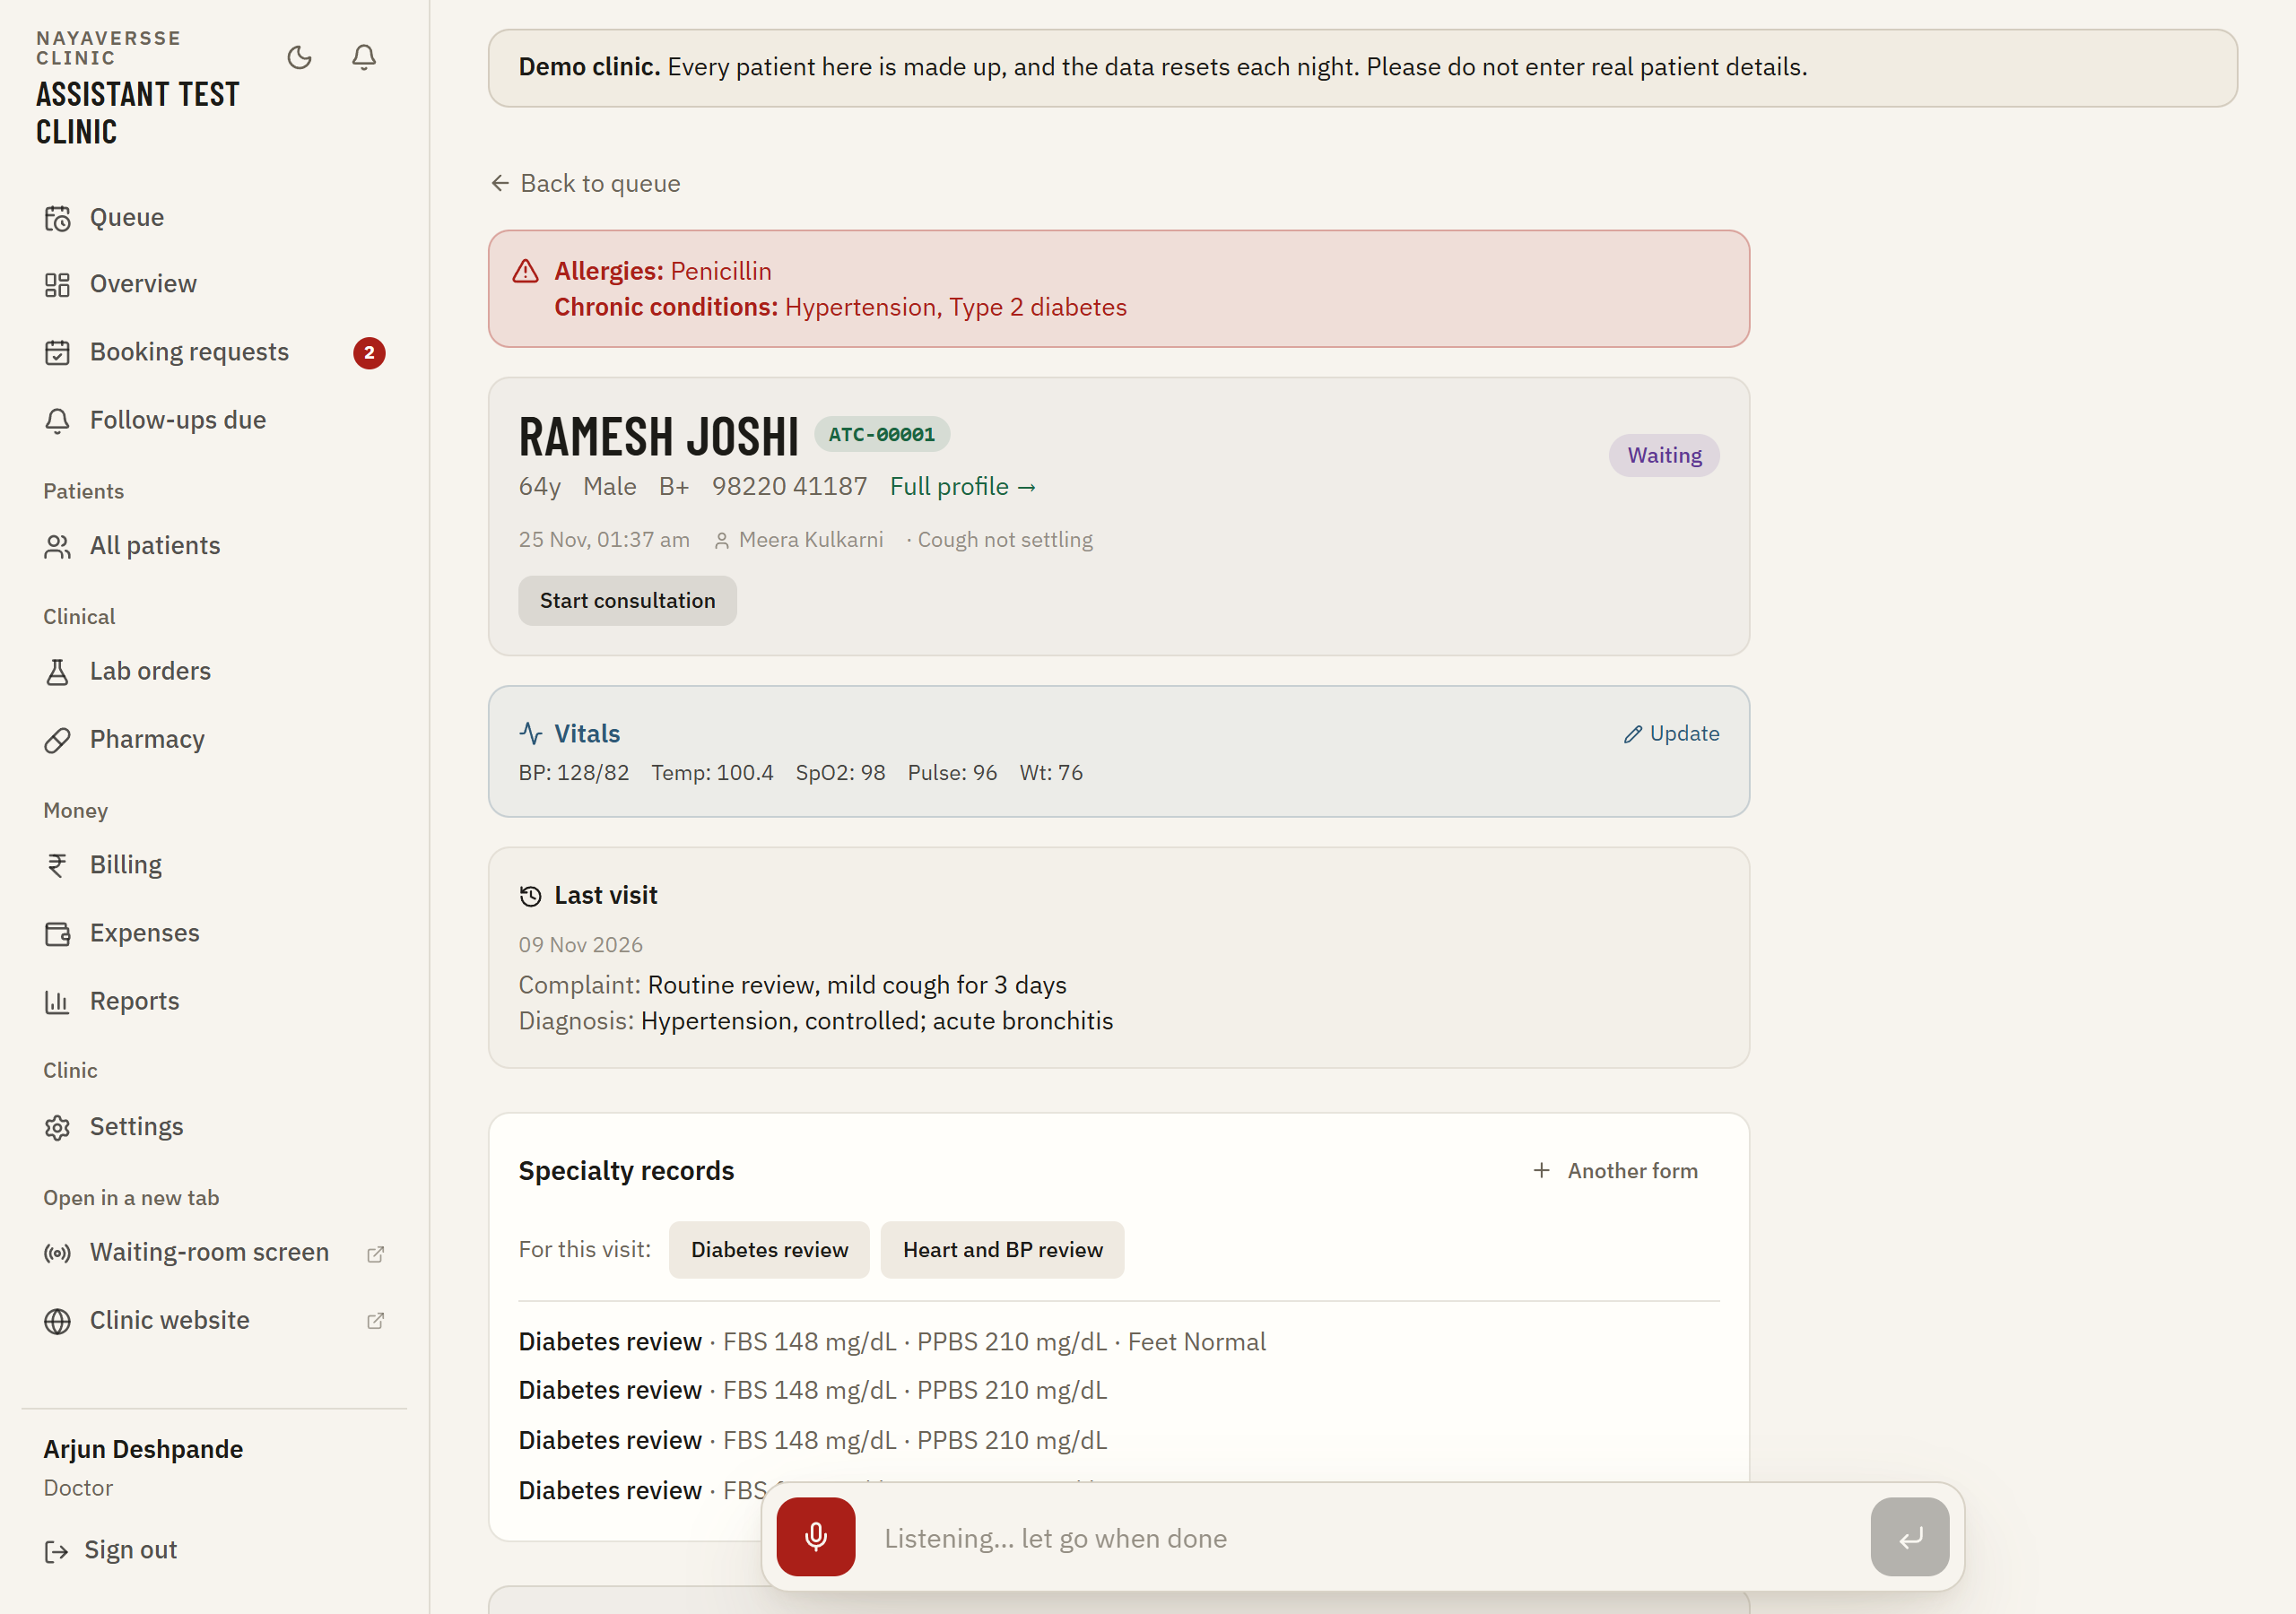 NAYAVERSSE
CLINIC
ASSISTANT TEST
CLINIC
Queue
Overview
Booking requests 2
Follow-ups due
Patients
All patients
Clinical
Lab orders
Pharmacy
Money
Billing
Expenses
Reports
Clinic
Settings
Open in a new tab
Waiting-room screen
Clinic website
Arjun Deshpande
Doctor
Sign out
Demo clinic. Every patient here is made up, and the data resets each night. Please do not enter real patient details.
← Back to queue
Allergies: Penicillin
Chronic conditions: Hypertension, Type 2 diabetes
RAMESH JOSHI ATC-00001
Waiting
64y Male B+ 98220 41187 Full profile →
25 Nov, 01:37 am Meera Kulkarni · Cough not settling
Start consultation
Vitals Update
BP: 128/82 Temp: 100.4 SpO2: 98 Pulse: 96 Wt: 76
Last visit
09 Nov 2026
Complaint: Routine review, mild cough for 3 days
Diagnosis: Hypertension, controlled; acute bronchitis
Specialty records + Another form
For this visit: Diabetes review Heart and BP review
Diabetes review · FBS 148 mg/dL · PPBS 210 mg/dL · Feet Normal
Diabetes review · FBS 148 mg/dL · PPBS 210 mg/dL
Diabetes review · FBS 148 mg/dL · PPBS 210 mg/dL
Diabetes review · FBS
Listening... let go when done